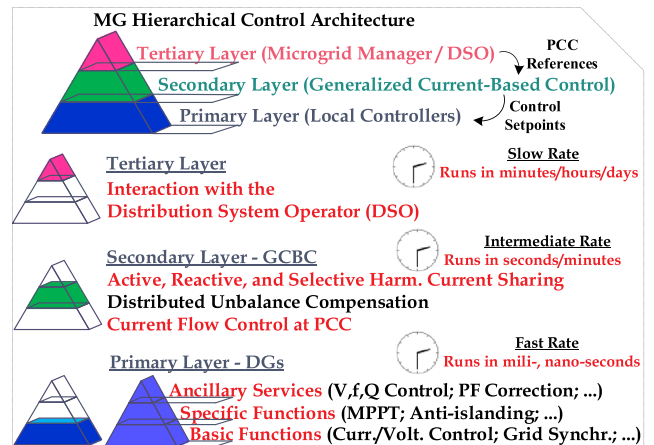 MG Hierarchical Control Architecture
Tertiary Layer (Microgrid Manager / DSO)
PCC
References
Secondary Layer (Generalized Current-Based Control)
Primary Layer (Local Controllers)
Control
Setpoints
Tertiary Layer
Interaction with the
Distribution System Operator (DSO)
Slow Rate
Runs in minutes/hours/days
Secondary Layer - GCBC
Active, Reactive, and Selective Harm. Current Sharing
Distributed Unbalance Compensation
Current Flow Control at PCC
Intermediate Rate
Runs in seconds/minutes
Primary Layer - DGs
Fast Rate
Runs in mili-, nano-seconds
Ancillary Services (V,f,Q Control; PF Correction; ...)
Specific Functions (MPPT; Anti-islanding; ...)
Basic Functions (Curr./Volt. Control; Grid Synchr.; ...)